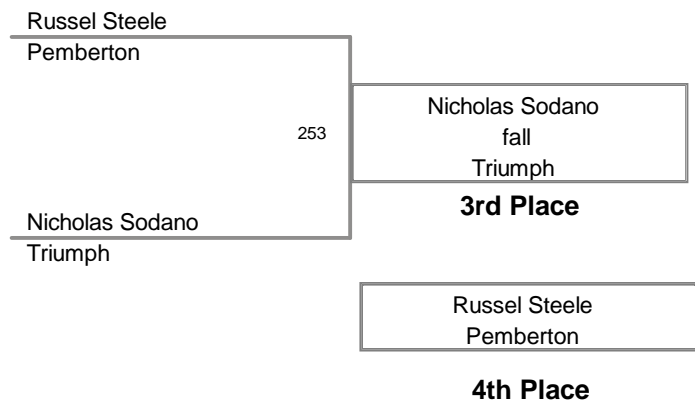 Russel Steele
Pemberton
253
Nicholas Sodano
fall
Triumph
3rd Place
Nicholas Sodano
Triumph
Russel Steele
Pemberton
4th Place